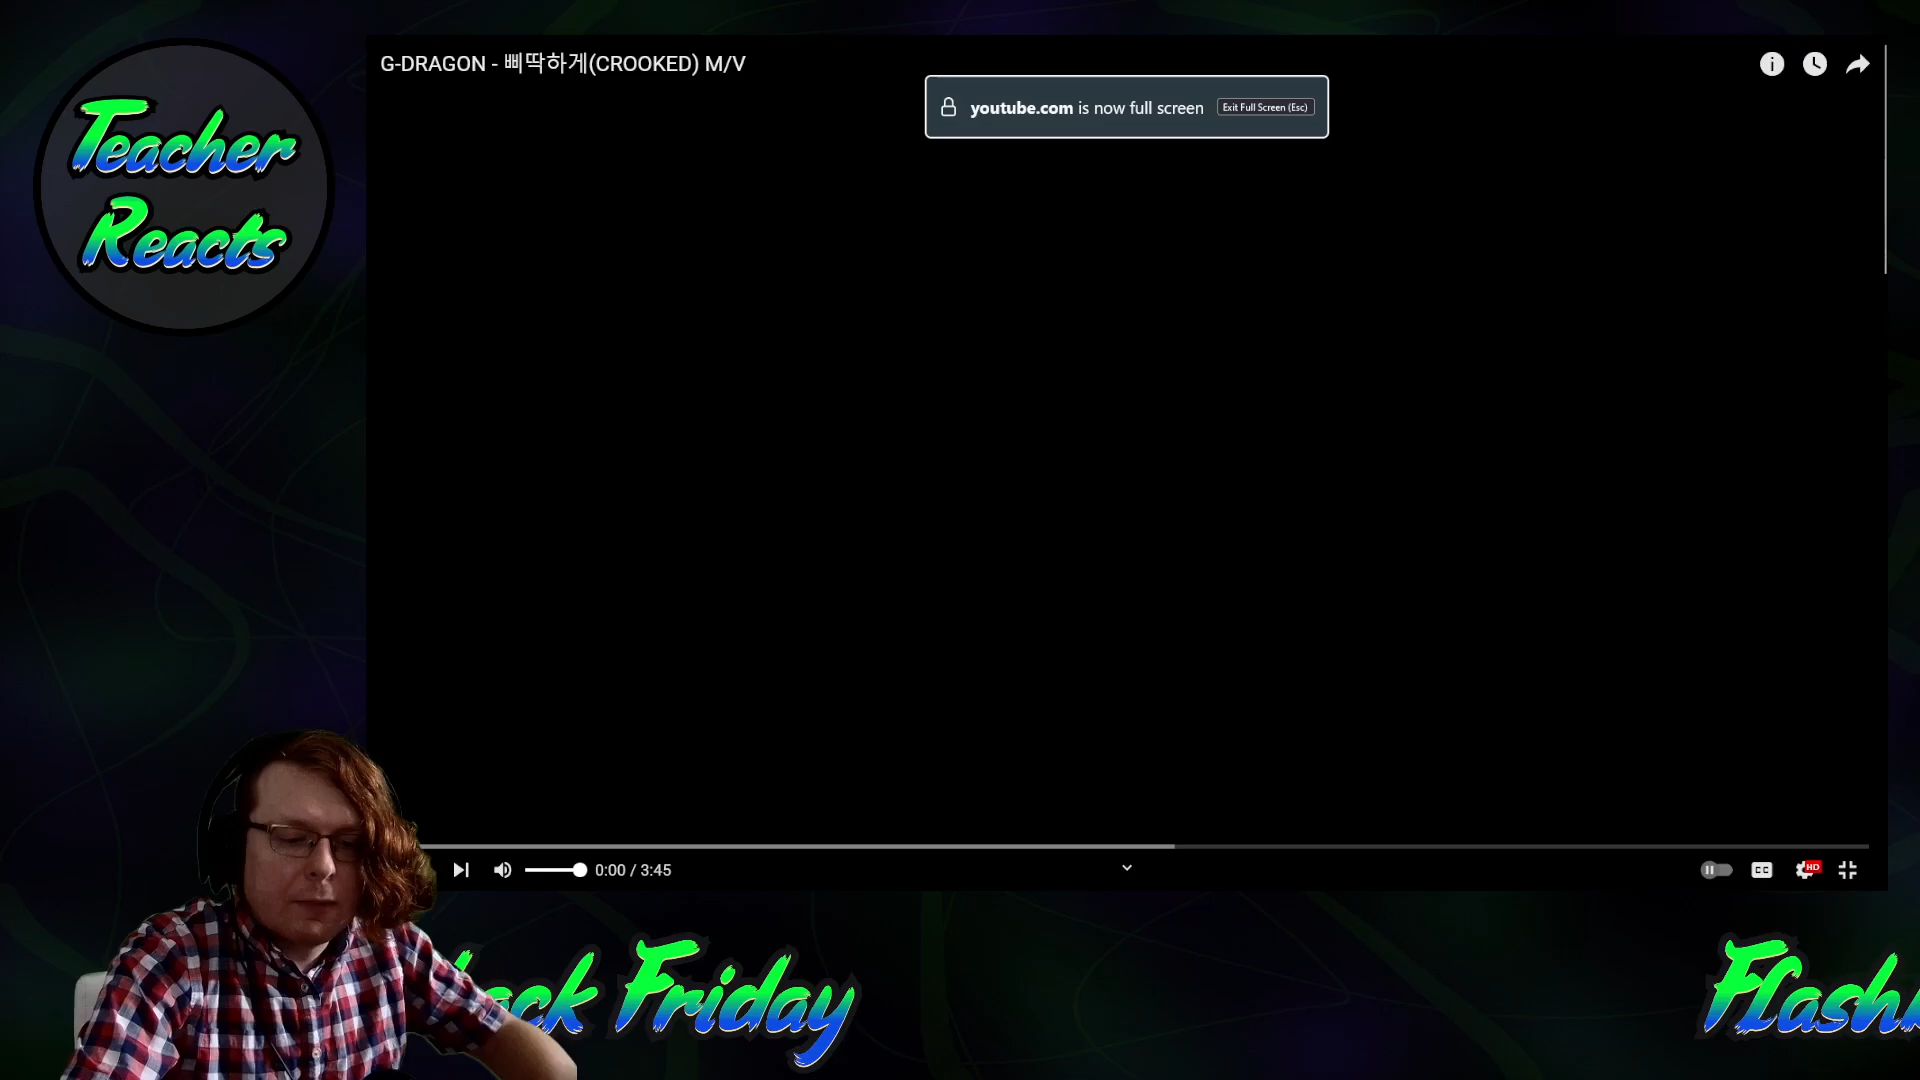 Teacher
Reacts
G-DRAGON - 삐딱하게(CROOKED) M/V
youtube.com is now full screen Exit Full Screen (Esc)
0:00 / 3:45
CC
HD
Friday